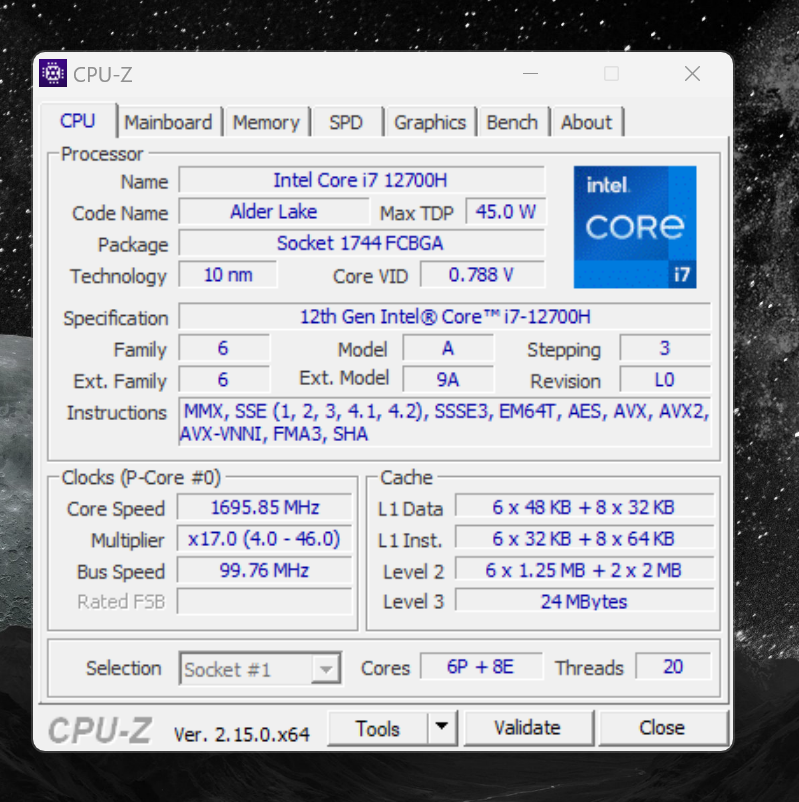 CPU-Z
CPU Mainboard Memory SPD Graphics Bench About
Processor
Name Intel Core i7 12700H
Code Name Alder Lake Max TDP 45.0 W
Package Socket 1744 FCBGA
Technology 10 nm Core VID 0.788 V
intel
CORE
i7
Specification 12th Gen Intel® Core™ i7-12700H
Family 6 Model A Stepping 3
Ext. Family 6 Ext. Model 9A Revision L0
Instructions MMX, SSE (1, 2, 3, 4.1, 4.2), SSSE3, EM64T, AES, AVX, AVX2,
AVX-VNNI, FMA3, SHA
Clocks (P-Core #0)
Core Speed 1695.85 MHz
Multiplier x17.0 (4.0 - 46.0)
Bus Speed 99.76 MHz
Rated FSB
Cache
L1 Data 6 x 48 KB + 8 x 32 KB
L1 Inst. 6 x 32 KB + 8 x 64 KB
Level 2 6 x 1.25 MB + 2 x 2 MB
Level 3 24 MBytes
Selection Socket #1 Cores 6P + 8E Threads 20
CPU-Z Ver. 2.15.0.x64 Tools Validate Close